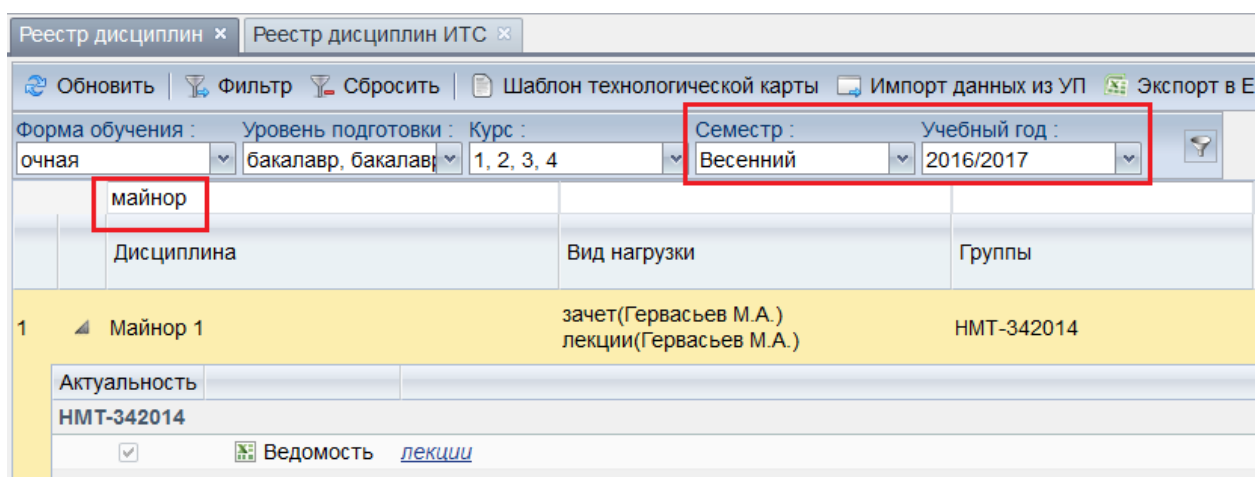 Реестр дисциплин × Реестр дисциплин ИТС ×
Обновить Фильтр Сбросить Шаблон технологической карты Импорт данных из УП Экспорт в E
Форма обучения : Уровень подготовки : Курс : Семестр : Учебный год :
очная бакалавр, бакалавр 1, 2, 3, 4 Весенний 2016/2017
майнор
Дисциплина Вид нагрузки Группы
зачет(Гервасьев М.А.)
1 Майнор 1 лекции(Гервасьев М.А.) НМТ-342014
Актуальность
НМТ-342014
Ведомость лекции